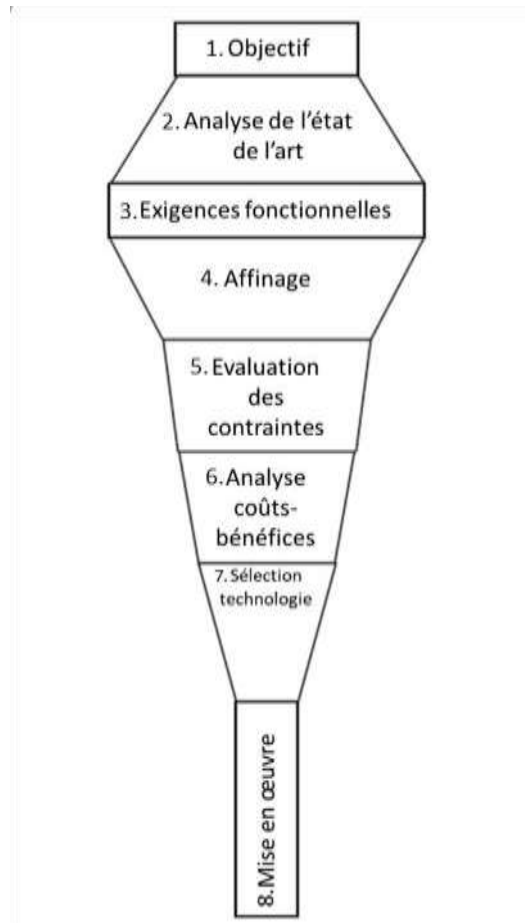 1. Objectif
2. Analyse de l'état
de l'art
3. Exigences fonctionnelles
4. Affinage
5. Evaluation
des
contraintes
6. Analyse
coûts-
bénéfices
7. Sélection
technologie
8. Mise en œuvre